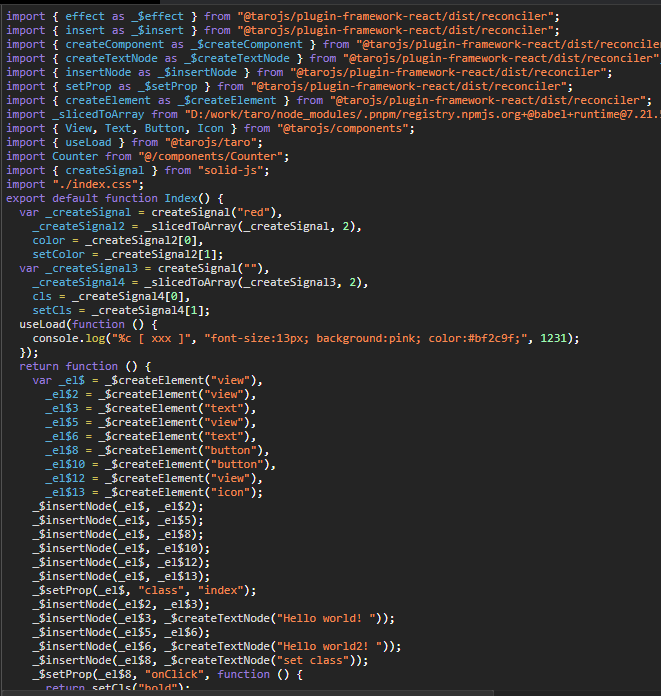 import { effect as _$effect } from "@tarojs/plugin-framework-react/dist/reconciler";
import { insert as _$insert } from "@tarojs/plugin-framework-react/dist/reconciler";
import { createComponent as _$createComponent } from "@tarojs/plugin-framework-react/dist/reconciler
import { createTextNode as _$createTextNode } from "@tarojs/plugin-framework-react/dist/reconciler"
import { insertNode as _$insertNode } from "@tarojs/plugin-framework-react/dist/reconciler";
import { setProp as _$setProp } from "@tarojs/plugin-framework-react/dist/reconciler";
import { createElement as _$createElement } from "@tarojs/plugin-framework-react/dist/reconciler";
import _slicedToArray from "D:/work/taro/node_modules/.pnpm/registry.npmjs.org+@babel+runtime@7.21.5
import { View, Text, Button, Icon } from "@tarojs/components";
import { useLoad } from "@tarojs/taro";
import Counter from "@/components/Counter";
import { createSignal } from "solid-js";
import "./index.css";
export default function Index() {
  var _createSignal = createSignal("red"),
    _createSignal2 = _slicedToArray(_createSignal, 2),
    color = _createSignal2[0],
    setColor = _createSignal2[1];
  var _createSignal3 = createSignal(""),
    _createSignal4 = _slicedToArray(_createSignal3, 2),
    cls = _createSignal4[0],
    setCls = _createSignal4[1];
  useLoad(function () {
    console.log("%c [ xxx ]", "font-size:13px; background:pink; color:#bf2c9f;", 1231);
  });
  return function () {
    var _el$ = _$createElement("view"),
      _el$2 = _$createElement("view"),
      _el$3 = _$createElement("text"),
      _el$5 = _$createElement("view"),
      _el$6 = _$createElement("text"),
      _el$8 = _$createElement("button"),
      _el$10 = _$createElement("button"),
      _el$12 = _$createElement("view"),
      _el$13 = _$createElement("icon");
    _$insertNode(_el$, _el$2);
    _$insertNode(_el$, _el$5);
    _$insertNode(_el$, _el$8);
    _$insertNode(_el$, _el$10);
    _$insertNode(_el$, _el$12);
    _$insertNode(_el$, _el$13);
    _$setProp(_el$, "class", "index");
    _$insertNode(_el$2, _el$3);
    _$insertNode(_el$3, _$createTextNode("Hello world! "));
    _$insertNode(_el$5, _el$6);
    _$insertNode(_el$6, _$createTextNode("Hello world2! "));
    _$insertNode(_el$8, _$createTextNode("set class"));
    _$setProp(_el$8, "onClick", function () {
      return setCls("bold");